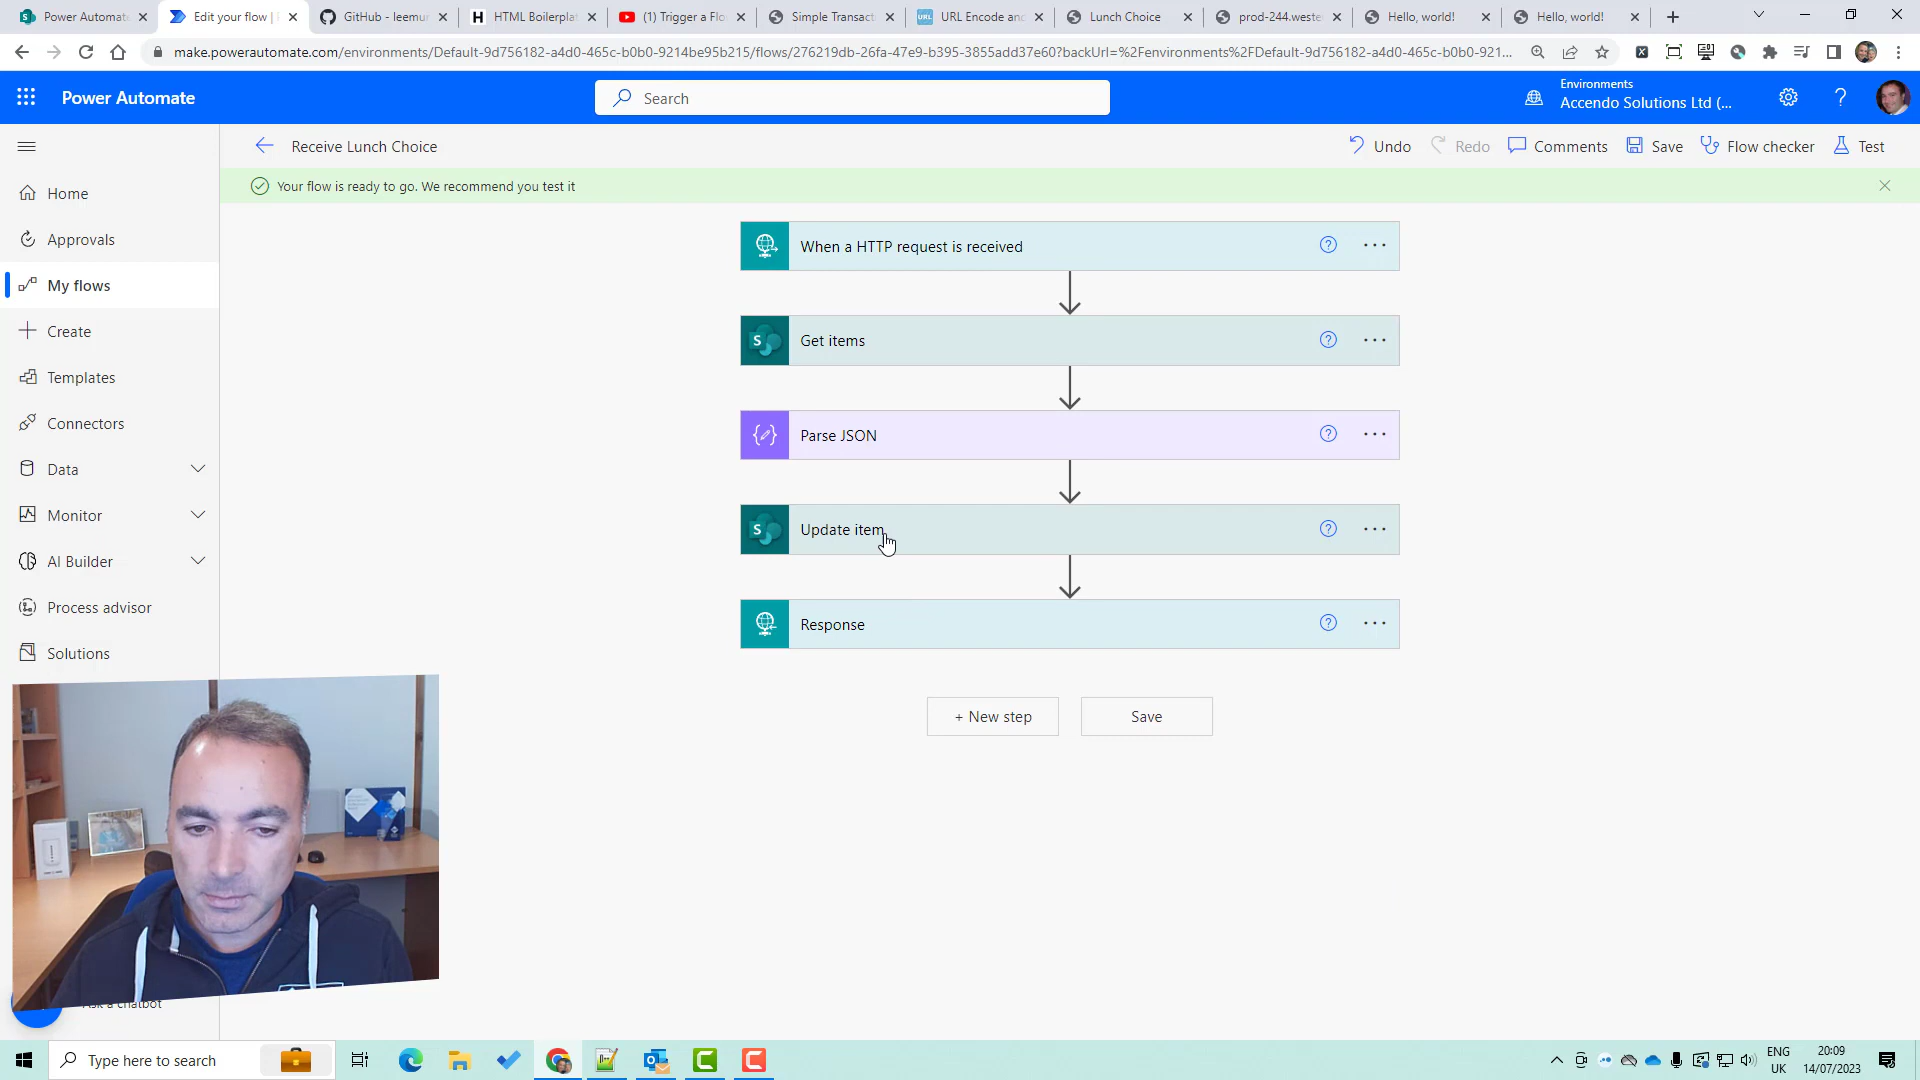 Power Automate
Edit your flow |
GitHub - leemur
HTML Boilerplat
(1) Trigger a Flo
Simple Transact
URL Encode and
Lunch Choice
prod-244.weste
Hello, world!
Hello, world!
make.powerautomate.com/environments/Default-9d756182-a4d0-465c-b0b0-9214be95b215/flows/276219db-26fa-47e9-b395-3855add37e60?backUrl=%2Fenvironments%2FDefault-9d756182-a4d0-465c-b0b0-921...
Power Automate
Search
Environments
Accendo Solutions Ltd (...
Receive Lunch Choice
Undo
Redo
Comments
Save
Flow checker
Test
Your flow is ready to go. We recommend you test it
Home
Approvals
My flows
Create
Templates
Connectors
Data
Monitor
AI Builder
Process advisor
Solutions
Ask a chatbot
When a HTTP request is received
Get items
Parse JSON
Update item
Response
+ New step
Save
Type here to search
ENG
UK
20:09
14/07/2023